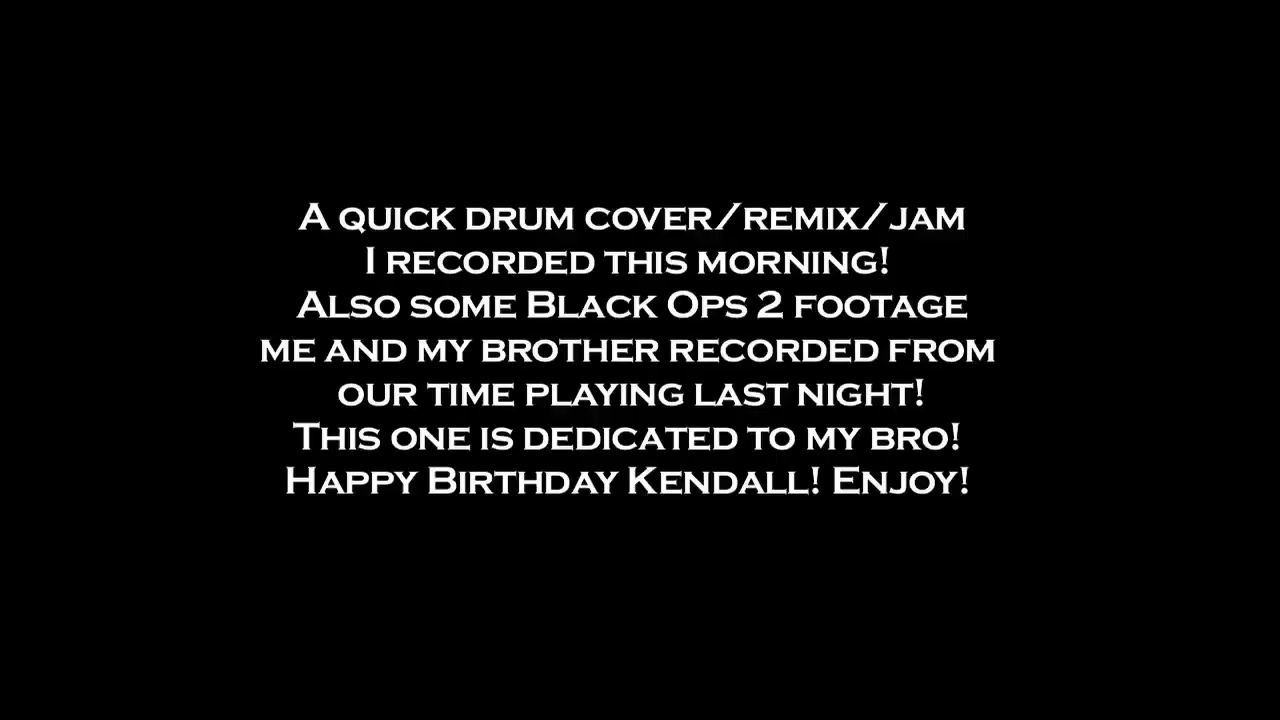 A quick drum cover/remix/jam
I recorded this morning!
Also some Black Ops 2 footage
me and my brother recorded from
our time playing last night!
This one is dedicated to my bro!
Happy Birthday Kendall! Enjoy!